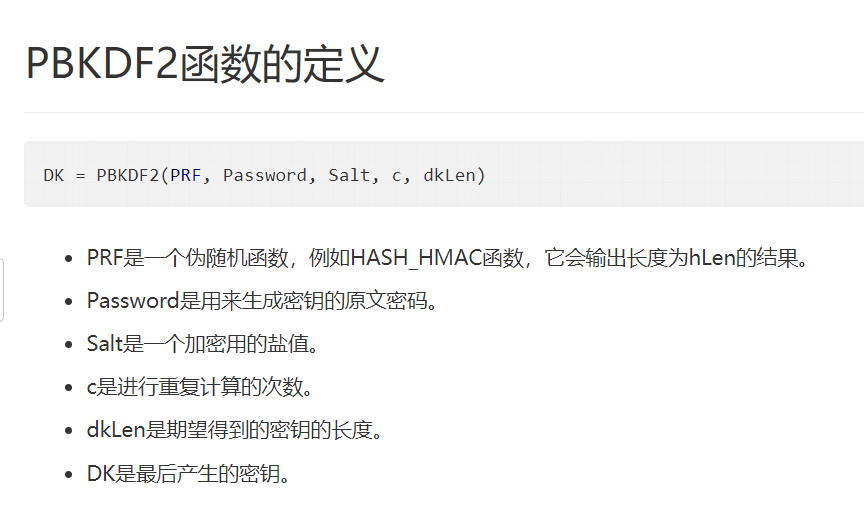 PBKDF2函数的定义
DK = PBKDF2(PRF, Password, Salt, c, dkLen)
PRF是一个伪随机函数，例如HASH_HMAC函数，它会输出长度为hLen的结果。
Password是用来生成密钥的原文密码。
Salt是一个加密用的盐值。
c是进行重复计算的次数。
dkLen是期望得到的密钥的长度。
DK是最后产生的密钥。